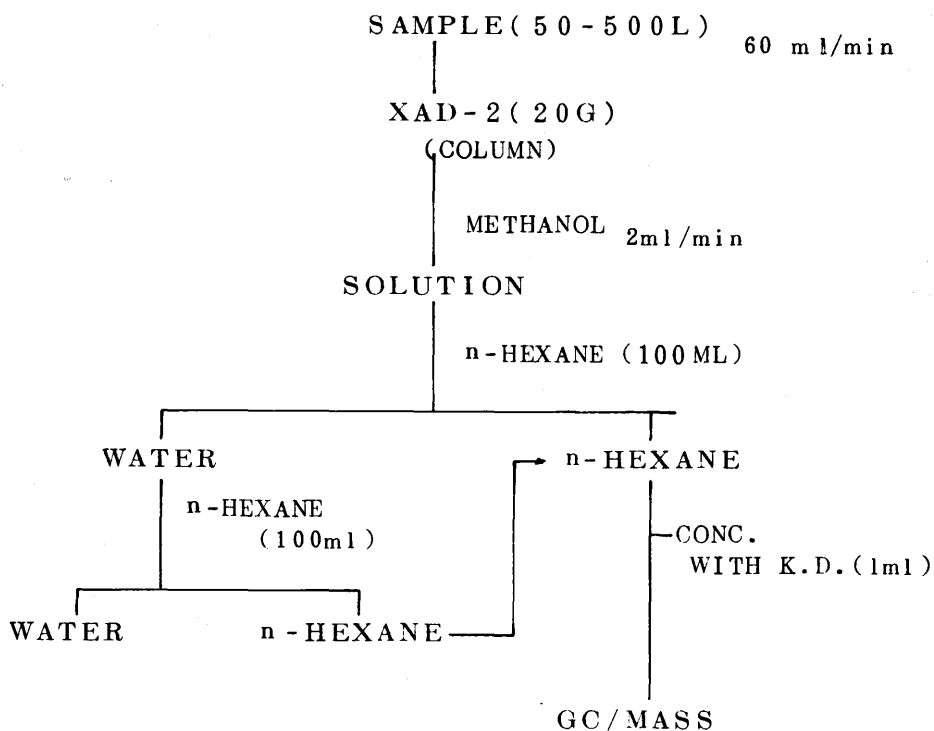 SAMPLE(50-500L) 60 ml/min
XAD-2(20G)
(COLUMN)
METHANOL 2ml/min
SOLUTION
n-HEXANE (100ML)
WATER
n-HEXANE
n-HEXANE
(100ml)
CONC.
WITH K.D.(1ml)
WATER
n-HEXANE
GC/MASS